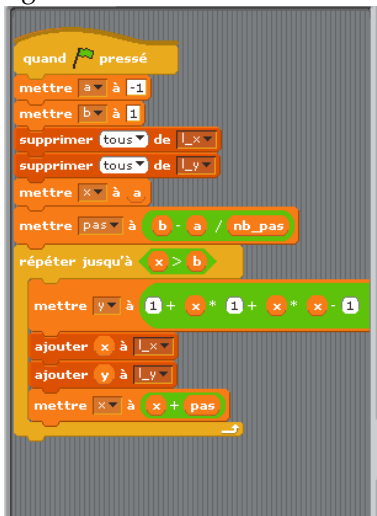 quand pressé
mettre a à -1
mettre b à 1
supprimer tous de l_x
supprimer tous de l_y
mettre x à a
mettre pas à b - a / nb_pas
répéter jusqu'à x > b
mettre y à 1 + x * 1 + x * x - 1
ajouter x à l_x
ajouter y à l_y
mettre x à x + pas